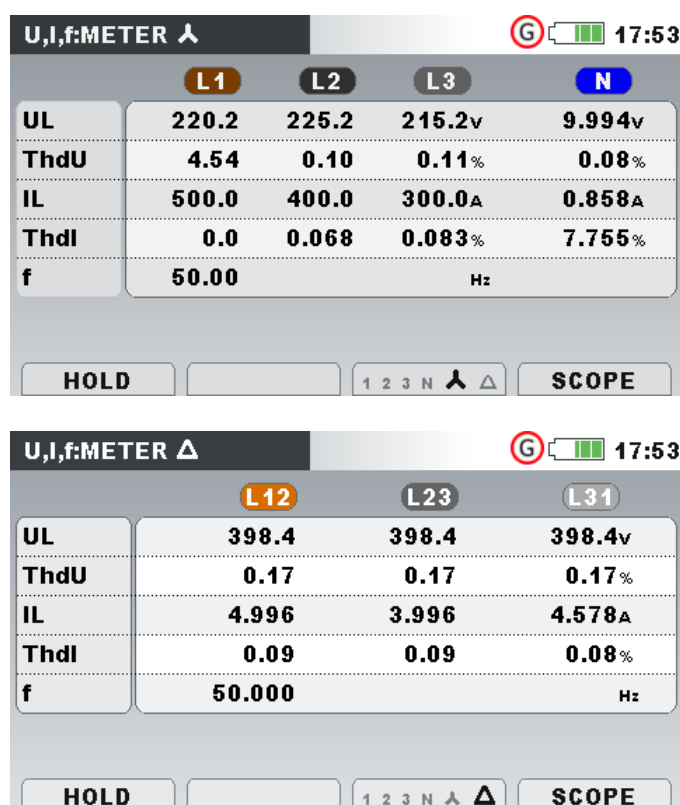 U,I,f:METER G 17:53
L1 L2 L3 N
UL 220.2 225.2 215.2V 9.994V
ThdU 4.54 0.10 0.11% 0.08%
IL 500.0 400.0 300.0A 0.858A
ThdI 0.0 0.068 0.083% 7.755%
f 50.00 Hz
HOLD 1 2 3 N 人 Δ SCOPE
U,I,f:METER Δ G 17:53
L12 L23 L31
UL 398.4 398.4 398.4V
ThdU 0.17 0.17 0.17%
IL 4.996 3.996 4.578A
ThdI 0.09 0.09 0.08%
f 50.000 Hz
HOLD 1 2 3 N 人 Δ SCOPE